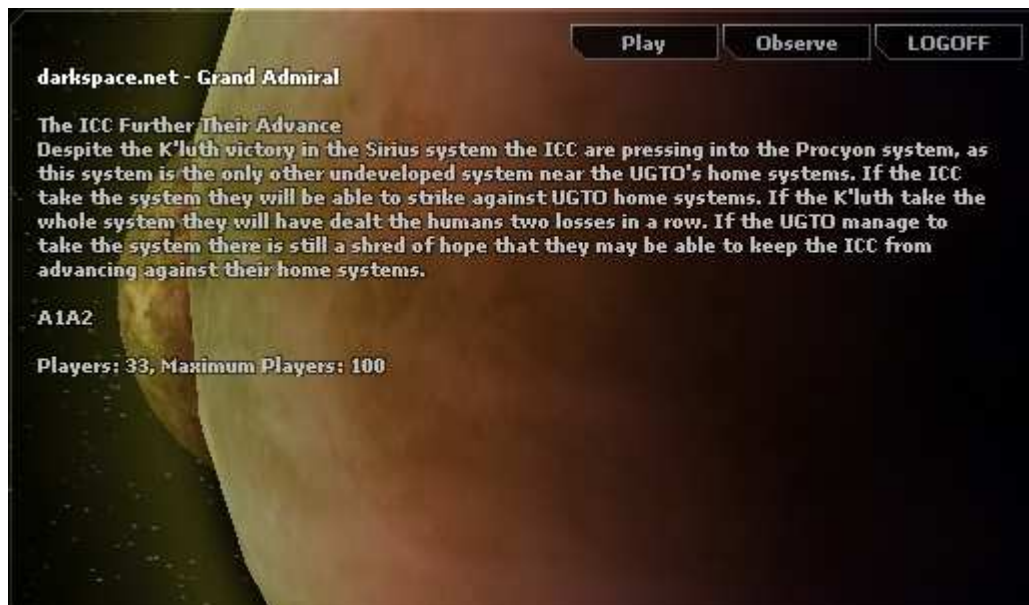 Play Observe LOGOFF
darkspace.net - Grand Admiral
The ICC Further Their Advance
Despite the K'luth victory in the Sirius system the ICC are pressing into the Procyon system, as
this system is the only other undeveloped system near the UGTO's home systems. If the ICC
take the system they will be able to strike against UGTO home systems. If the K'luth take the
whole system they will have dealt the humans two losses in a row. If the UGTO manage to
take the system there is still a shred of hope that they may be able to keep the ICC from
advancing against their home systems.
A1A2
Players: 33, Maximum Players: 100